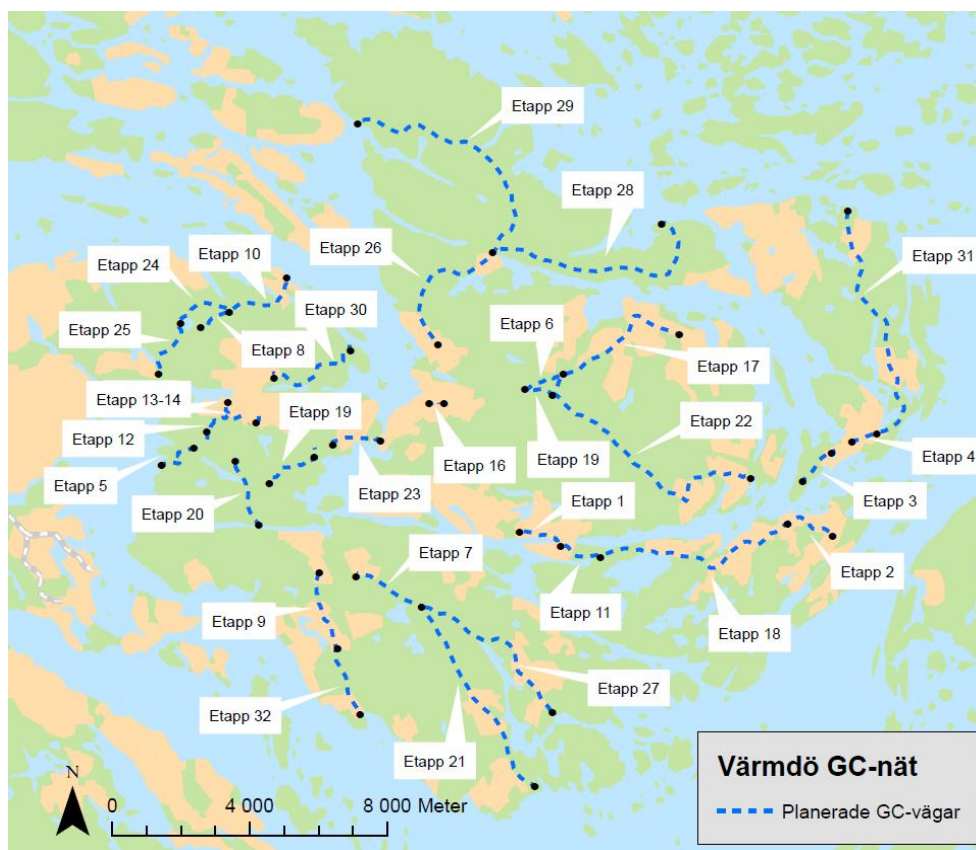 Etapp 29
Etapp 28
Etapp 26
Etapp 10
Etapp 24
Etapp 31
Etapp 30
Etapp 6
Etapp 25
Etapp 8
Etapp 17
Etapp 13-14
Etapp 19
Etapp 22
Etapp 12
Etapp 16
Etapp 19
Etapp 4
Etapp 5
Etapp 23
Etapp 3
Etapp 1
Etapp 20
Etapp 7
Etapp 2
Etapp 11
Etapp 9
Etapp 18
Etapp 27
Etapp 32
Etapp 21
Värmdö GC-nät
Planerade GC-vägar
N
0 4 000 8 000 Meter